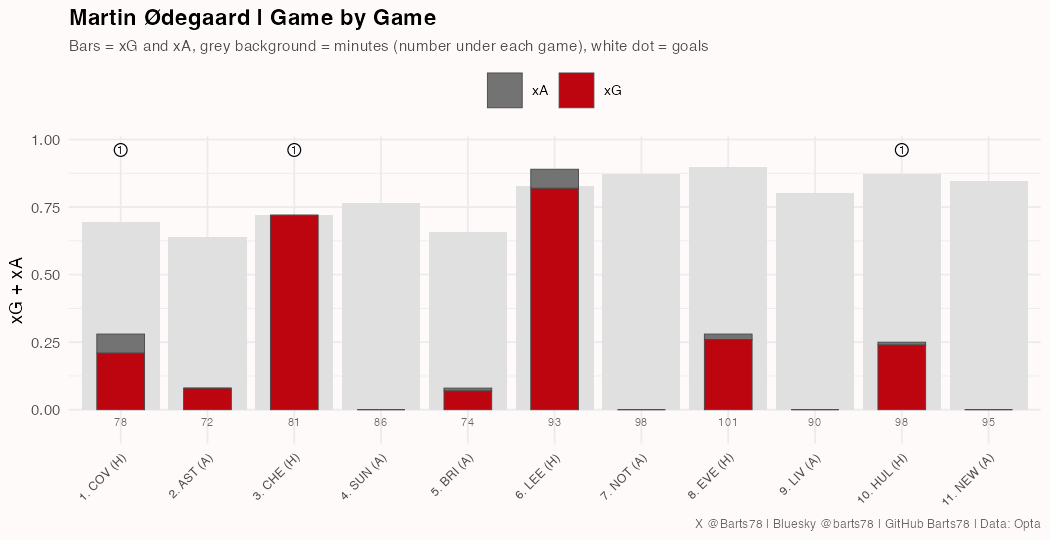 Martin Ødegaard | Game by Game
Bars = xG and xA, grey background = minutes (number under each game), white dot = goals
xA xG
1.00
0.75
0.50
0.25
0.00
xG + xA
1 1 1
78 72 81 86 74 93 98 101 90 98 95
1. COV (H) 2. AST (A) 3. CHE (H) 4. SUN (A) 5. BRI (A) 6. LEE (H) 7. NOT (A) 8. EVE (H) 9. LIV (A) 10. HUL (H) 11. NEW (A)
X @Barts78 | Bluesky @barts78 | GitHub Barts78 | Data: Opta